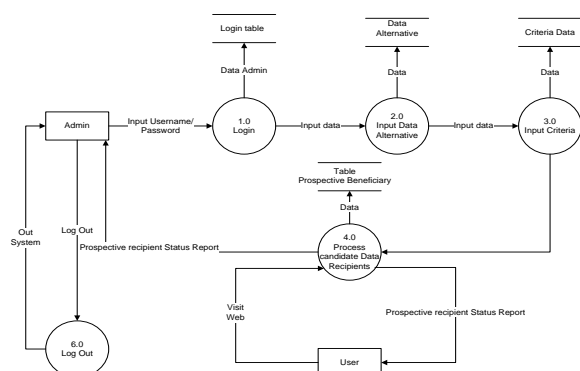 Login table
Data
Alternative
Criteria Data
Data Admin
Data
Data
Admin
Input Username/
Password
1.0
Login
Input data
2.0
Input Data
Alternative
Input data
3.0
Input Criteria
Table
Prospective Beneficiary
Data
Out
System
Log Out
Prospective recipient Status Report
4.0
Process
candidate Data
Recipients
Visit
Web
Prospective recipient Status Report
6.0
Log Out
User